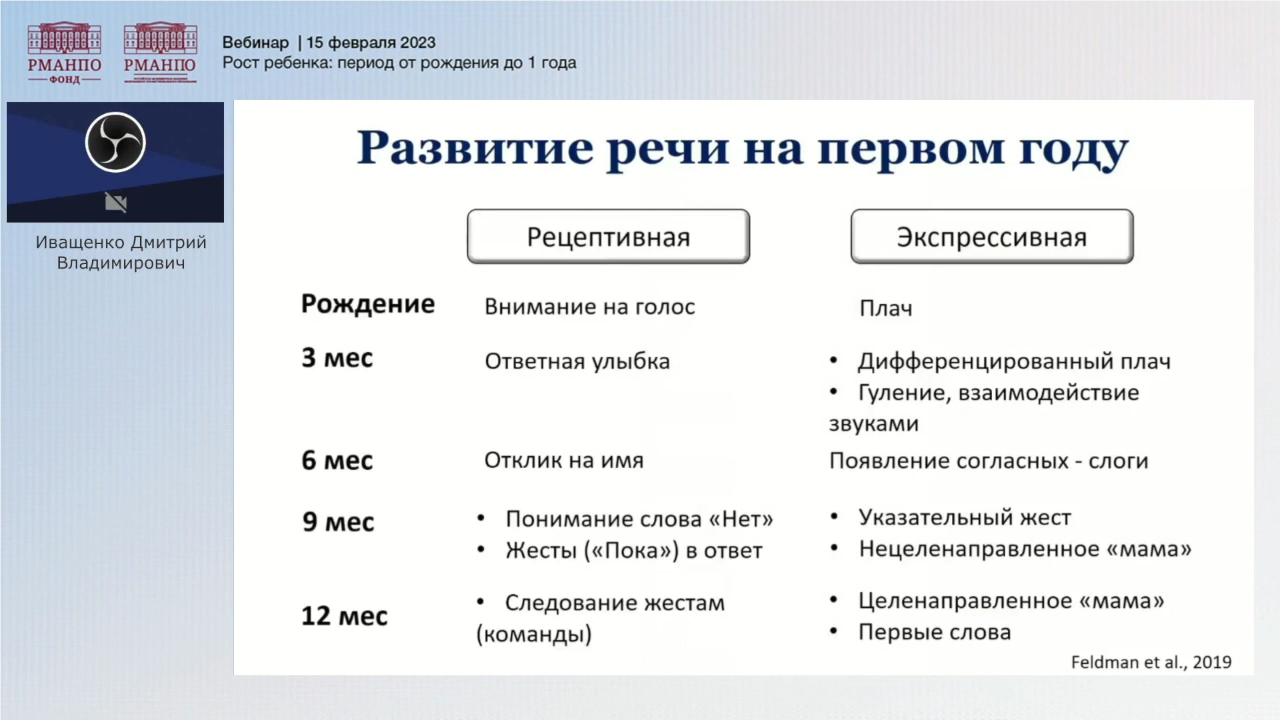 РМАНПО
ФОНД
РМАНПО
Вебинар | 15 февраля 2023
Рост ребенка: период от рождения до 1 года
Иващенко Дмитрий
Владимирович
Развитие речи на первом году
Рецептивная
Экспрессивная
Рождение
Внимание на голос
Плач
3 мес
Ответная улыбка
• Дифференцированный плач
• Гуление, взаимодействие
звуками
6 мес
Отклик на имя
Появление согласных - слоги
9 мес
• Понимание слова «Нет»
• Жесты («Пока») в ответ
• Указательный жест
• Нецеленаправленное «мама»
12 мес
• Следование жестам
(команды)
• Целенаправленное «мама»
• Первые слова
Feldman et al., 2019